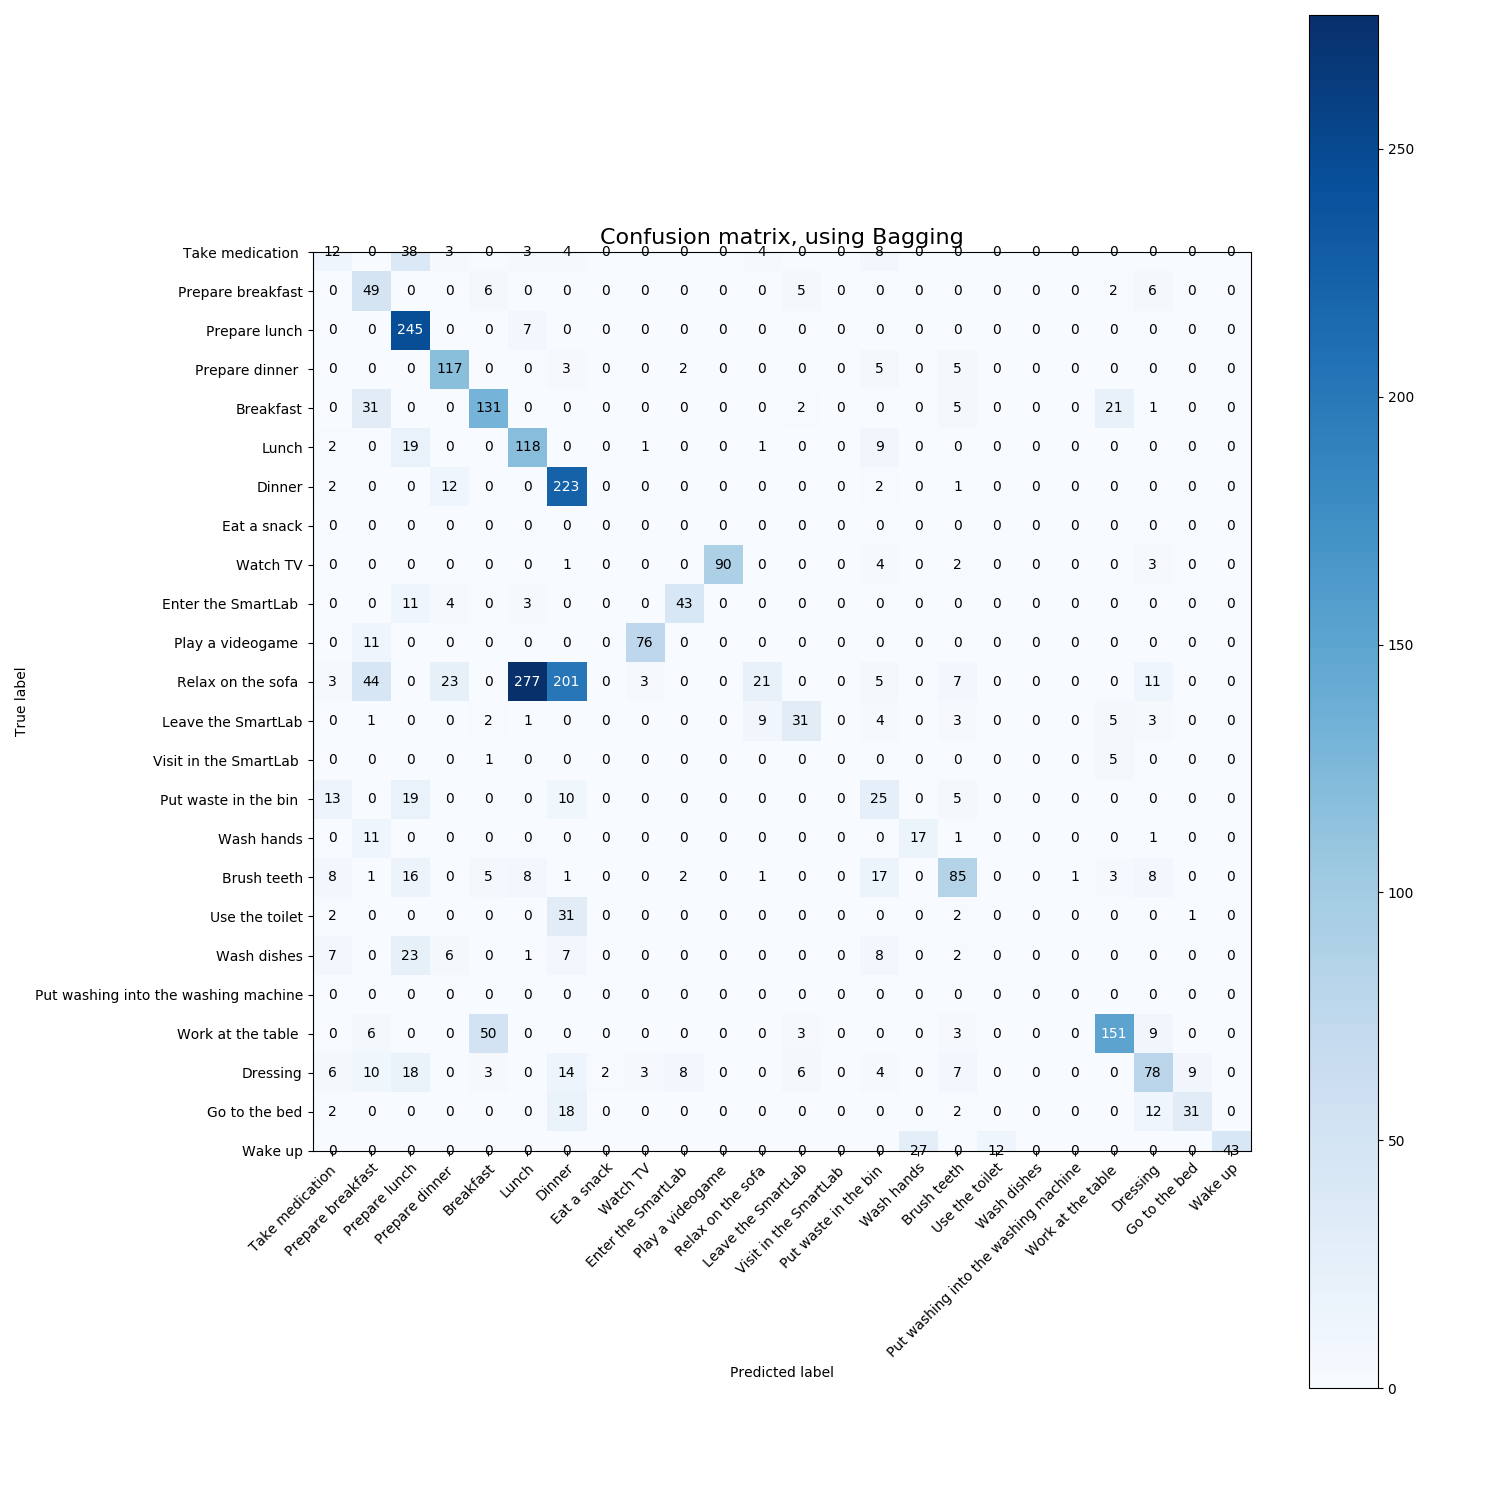 Confusion matrix, using Bagging
Take medication 12 0 38 3 0 3 4 0 0 0 0 4 0 0 8 0 0 0 0 0 0 0 0 0
Prepare breakfast 0 49 0 0 6 0 0 0 0 0 0 0 5 0 0 0 0 0 0 0 2 6 0 0
Prepare lunch 0 0 245 0 0 7 0 0 0 0 0 0 0 0 0 0 0 0 0 0 0 0 0 0
Prepare dinner 0 0 0 117 0 0 3 0 0 2 0 0 0 0 5 0 5 0 0 0 0 0 0 0
Breakfast 0 31 0 0 131 0 0 0 0 0 0 0 2 0 0 0 5 0 0 0 21 1 0 0
Lunch 2 0 19 0 0 118 0 0 1 0 0 1 0 0 9 0 0 0 0 0 0 0 0 0
Dinner 2 0 0 12 0 0 223 0 0 0 0 0 0 0 2 0 1 0 0 0 0 0 0 0
Eat a snack 0 0 0 0 0 0 0 0 0 0 0 0 0 0 0 0 0 0 0 0 0 0 0 0
Watch TV 0 0 0 0 0 0 1 0 0 0 90 0 0 0 4 0 2 0 0 0 0 3 0 0
Enter the SmartLab 0 0 11 4 0 3 0 0 0 43 0 0 0 0 0 0 0 0 0 0 0 0 0 0
Play a videogame 0 11 0 0 0 0 0 0 76 0 0 0 0 0 0 0 0 0 0 0 0 0 0 0
Relax on the sofa 3 44 0 23 0 277 201 0 3 0 0 21 0 0 5 0 7 0 0 0 0 11 0 0
Leave the SmartLab 0 1 0 0 2 1 0 0 0 0 0 9 31 0 4 0 3 0 0 0 5 3 0 0
Visit in the SmartLab 0 0 0 0 1 0 0 0 0 0 0 0 0 0 0 0 0 0 0 0 5 0 0 0
Put waste in the bin 13 0 19 0 0 0 10 0 0 0 0 0 0 0 25 0 5 0 0 0 0 0 0 0
Wash hands 0 11 0 0 0 0 0 0 0 0 0 0 0 0 0 17 1 0 0 0 0 1 0 0
Brush teeth 8 1 16 0 5 8 1 0 0 2 0 1 0 0 17 0 85 0 0 1 3 8 0 0
Use the toilet 2 0 0 0 0 0 31 0 0 0 0 0 0 0 0 0 2 0 0 0 0 0 1 0
Wash dishes 7 0 23 6 0 1 7 0 0 0 0 0 0 0 8 0 2 0 0 0 0 0 0 0
Put washing into the washing machine 0 0 0 0 0 0 0 0 0 0 0 0 0 0 0 0 0 0 0 0 0 0 0 0
Work at the table 0 6 0 0 50 0 0 0 0 0 0 0 3 0 0 0 3 0 0 0 151 9 0 0
Dressing 6 10 18 0 3 0 14 2 3 8 0 0 6 0 4 0 7 0 0 0 0 78 9 0
Go to the bed 2 0 0 0 0 0 18 0 0 0 0 0 0 0 0 0 2 0 0 0 0 12 31 0
Wake up 0 0 0 0 0 0 0 0 0 0 0 0 0 0 0 27 0 12 0 0 0 0 0 43
True label
Take medication
Prepare breakfast
Prepare lunch
Prepare dinner
Breakfast
Lunch
Dinner
Eat a snack
Watch TV
Enter the SmartLab
Play a videogame
Relax on the sofa
Leave the SmartLab
Visit in the SmartLab
Put waste in the bin
Wash hands
Brush teeth
Use the toilet
Wash dishes
Put washing into the washing machine
Work at the table
Dressing
Go to the bed
Wake up
Predicted label
250
200
150
100
50
0